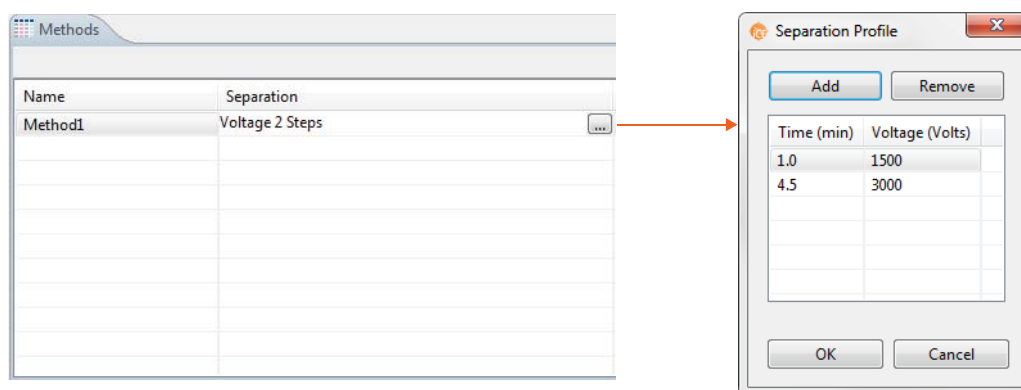 Methods
Name Separation
Method1 Voltage 2 Steps ...
Separation Profile
Add Remove
Time (min) Voltage (Volts)
1.0 1500
4.5 3000
OK Cancel